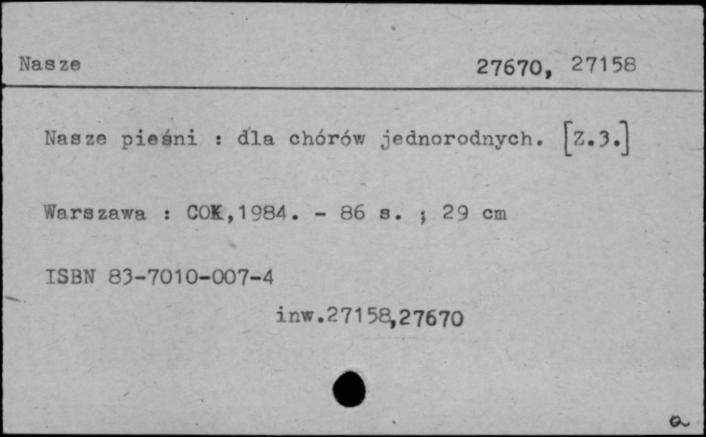 Nasze 27670, 27158
Nasze pieśni : dla chórów jednorodnych. [Z.3.]
Warszawa : COK,1984. - 86 s. ; 29 cm
ISBN 83-7010-007-4
inw.27158,27670